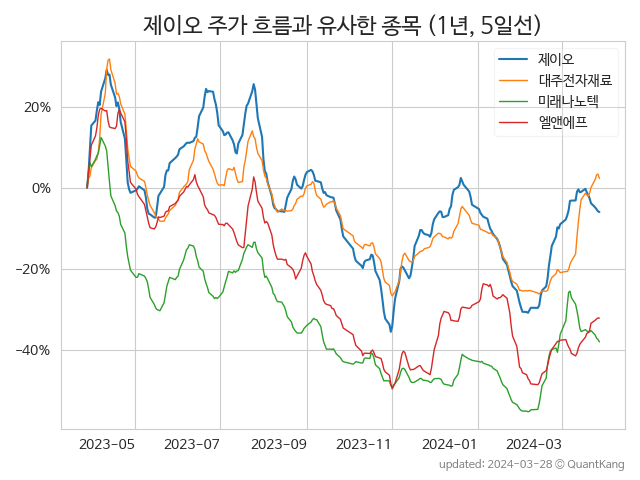 제이오 주가 흐름과 유사한 종목 (1년, 5일선)
제이오
대주전자재료
미래나노텍
엘앤에프
20%
0%
−20%
−40%
2023-05 2023-07 2023-09 2023-11 2024-01 2024-03
updated: 2024-03-28 © QuantKang